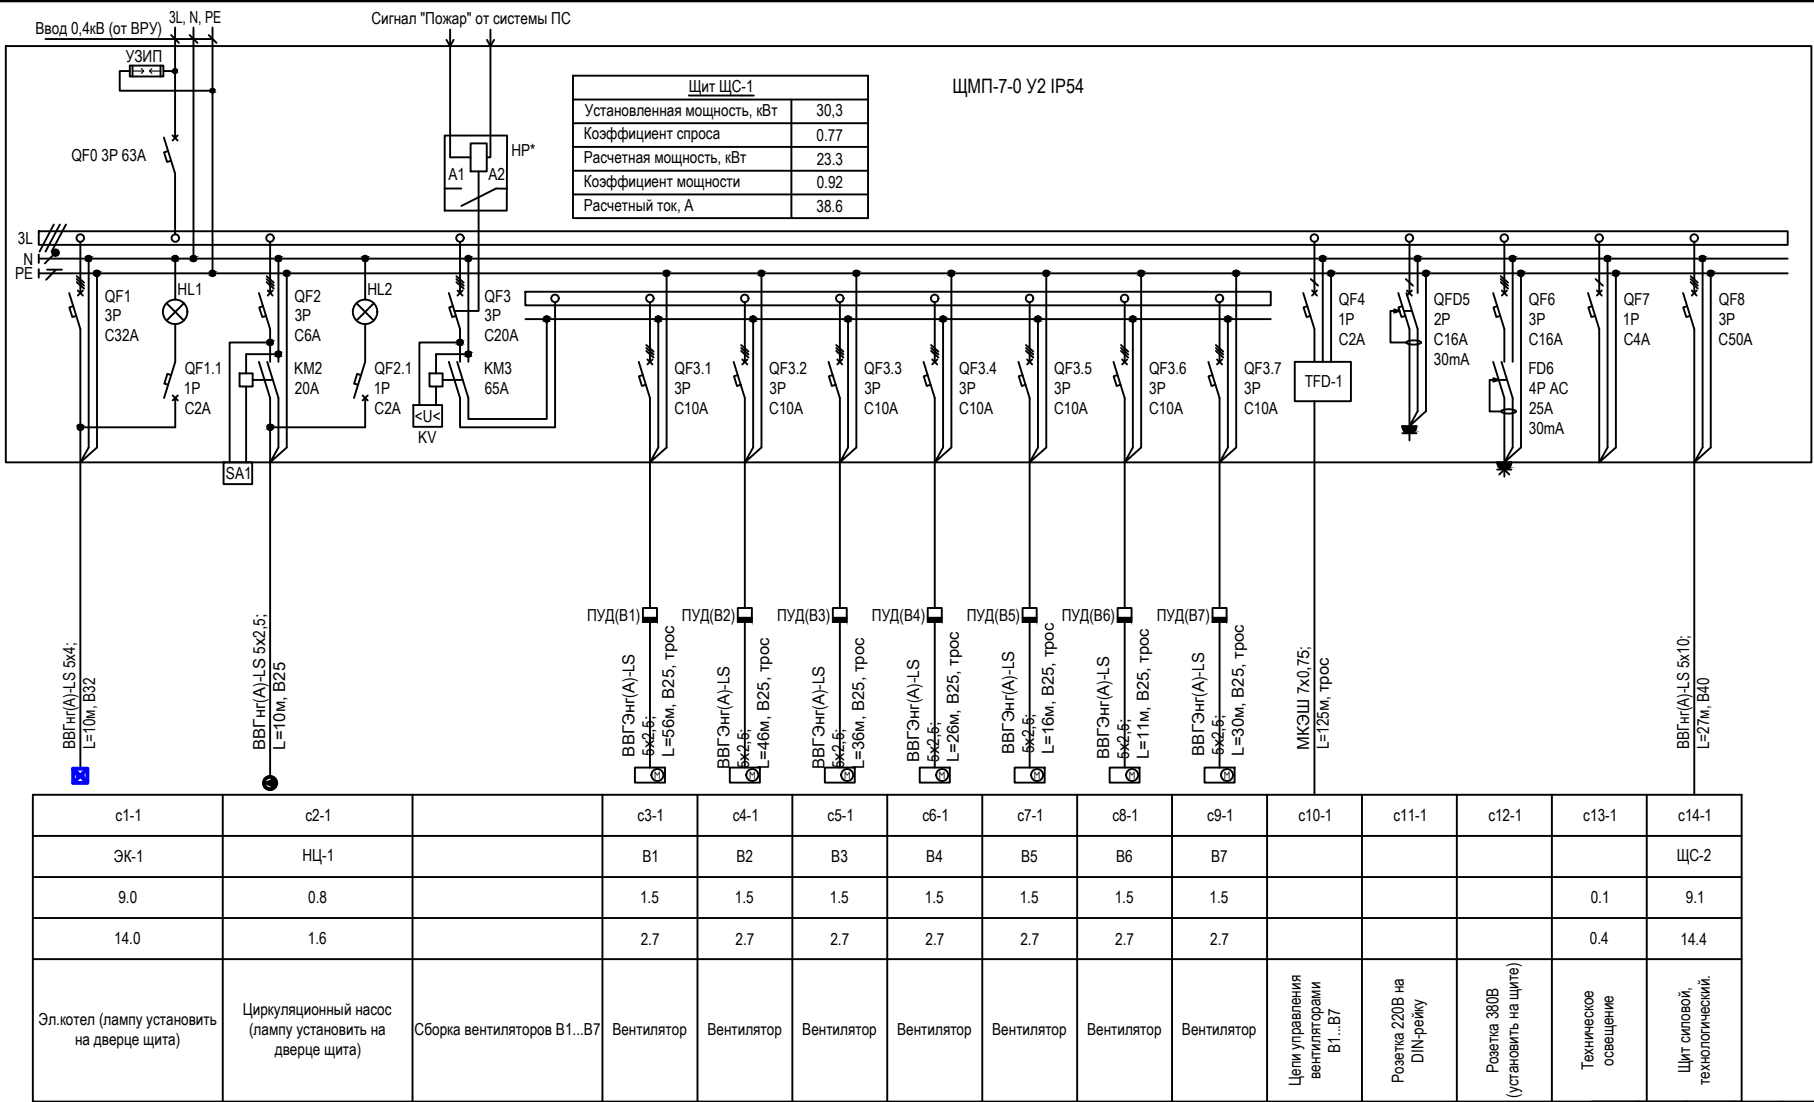 Ввод 0,4кВ (от ВРУ)
3L, N, PE
Сигнал "Пожар" от системы ПС
УЗИП
ЩМП-7-0 У2 IP54
Щит ЩС-1
Установленная мощность, кВт 30,3
Коэффициент спроса 0.77
Расчетная мощность, кВт 23.3
Коэффициент мощности 0.92
Расчетный ток, А 38.6
QF0 3P 63A
HP*
A1 A2
3L
N
PE
QF1
3P
C32A
HL1
QF1.1
1P
C2A
QF2
3P
C6A
KM2
20A
HL2
QF2.1
1P
C2A
QF3
3P
C20A
KM3
65A
<U<
KV
SA1
QF3.1
3P
C10A
QF3.2
3P
C10A
QF3.3
3P
C10A
QF3.4
3P
C10A
QF3.5
3P
C10A
QF3.6
3P
C10A
QF3.7
3P
C10A
QF4
1P
C2A
TFD-1
QFD5
2P
C16A
30mA
QF6
3P
C16A
FD6
4P AC
25A
30mA
QF7
1P
C4A
QF8
3P
C50A
ВВГнг(А)-LS 5х4;
L=10м, В32
ВВГнг(А)-LS 5х2,5;
L=10м, В25
ПУД(В1)
ВВГЭнг(А)-LS
5х2,5;
L=56м, В25, трос
ПУД(В2)
ВВГЭнг(А)-LS
5х2,5;
L=46м, В25, трос
ПУД(В3)
ВВГЭнг(А)-LS
5х2,5;
L=36м, В25, трос
ПУД(В4)
ВВГЭнг(А)-LS
5х2,5;
L=26м, В25, трос
ПУД(В5)
ВВГЭнг(А)-LS
5х2,5;
L=16м, В25, трос
ПУД(В6)
ВВГЭнг(А)-LS
5х2,5;
L=11м, В25, трос
ПУД(В7)
ВВГЭнг(А)-LS
5х2,5;
L=30м, В25, трос
МКЭШ 7х0,75;
L=125м, трос
ВВГнг(А)-LS 5х10;
L=27м, В40
M M M M M M M
с1-1 с2-1 с3-1 с4-1 с5-1 с6-1 с7-1 с8-1 с9-1 с10-1 с11-1 с12-1 с13-1 с14-1
ЭК-1 НЦ-1 В1 В2 В3 В4 В5 В6 В7 ЩС-2
9.0 0.8 1.5 1.5 1.5 1.5 1.5 1.5 1.5 0.1 9.1
14.0 1.6 2.7 2.7 2.7 2.7 2.7 2.7 2.7 0.4 14.4
Эл.котел (лампу установить
на дверце щита)
Циркуляционный насос
(лампу установить на
дверце щита)
Сборка вентиляторов В1...В7
Вентилятор
Вентилятор
Вентилятор
Вентилятор
Вентилятор
Вентилятор
Вентилятор
Цепи управления
вентиляторами
В1...В7
Розетка 220В на
DIN-рейку
Розетка 380В
(установить на щите)
Техническое
освещение
Щит силовой,
технологический.